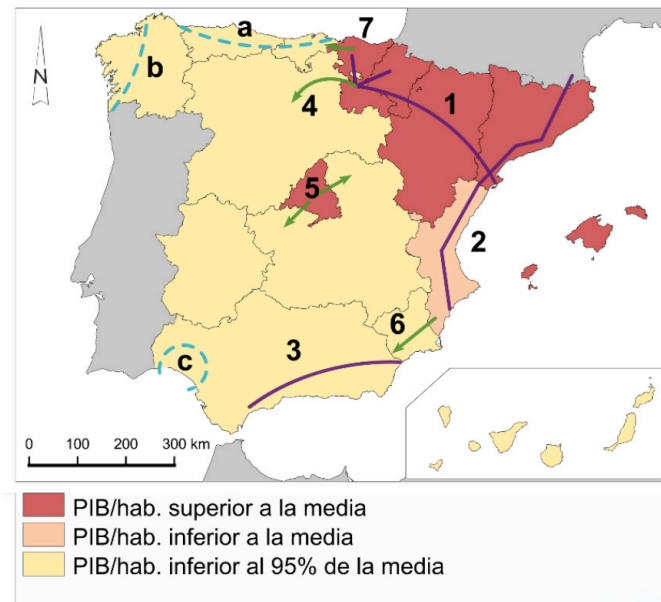 a
7
b
N
4
1
5
2
6
3
c
0 100 200 300 km
PIB/hab. superior a la media
PIB/hab. inferior a la media
PIB/hab. inferior al 95% de la media